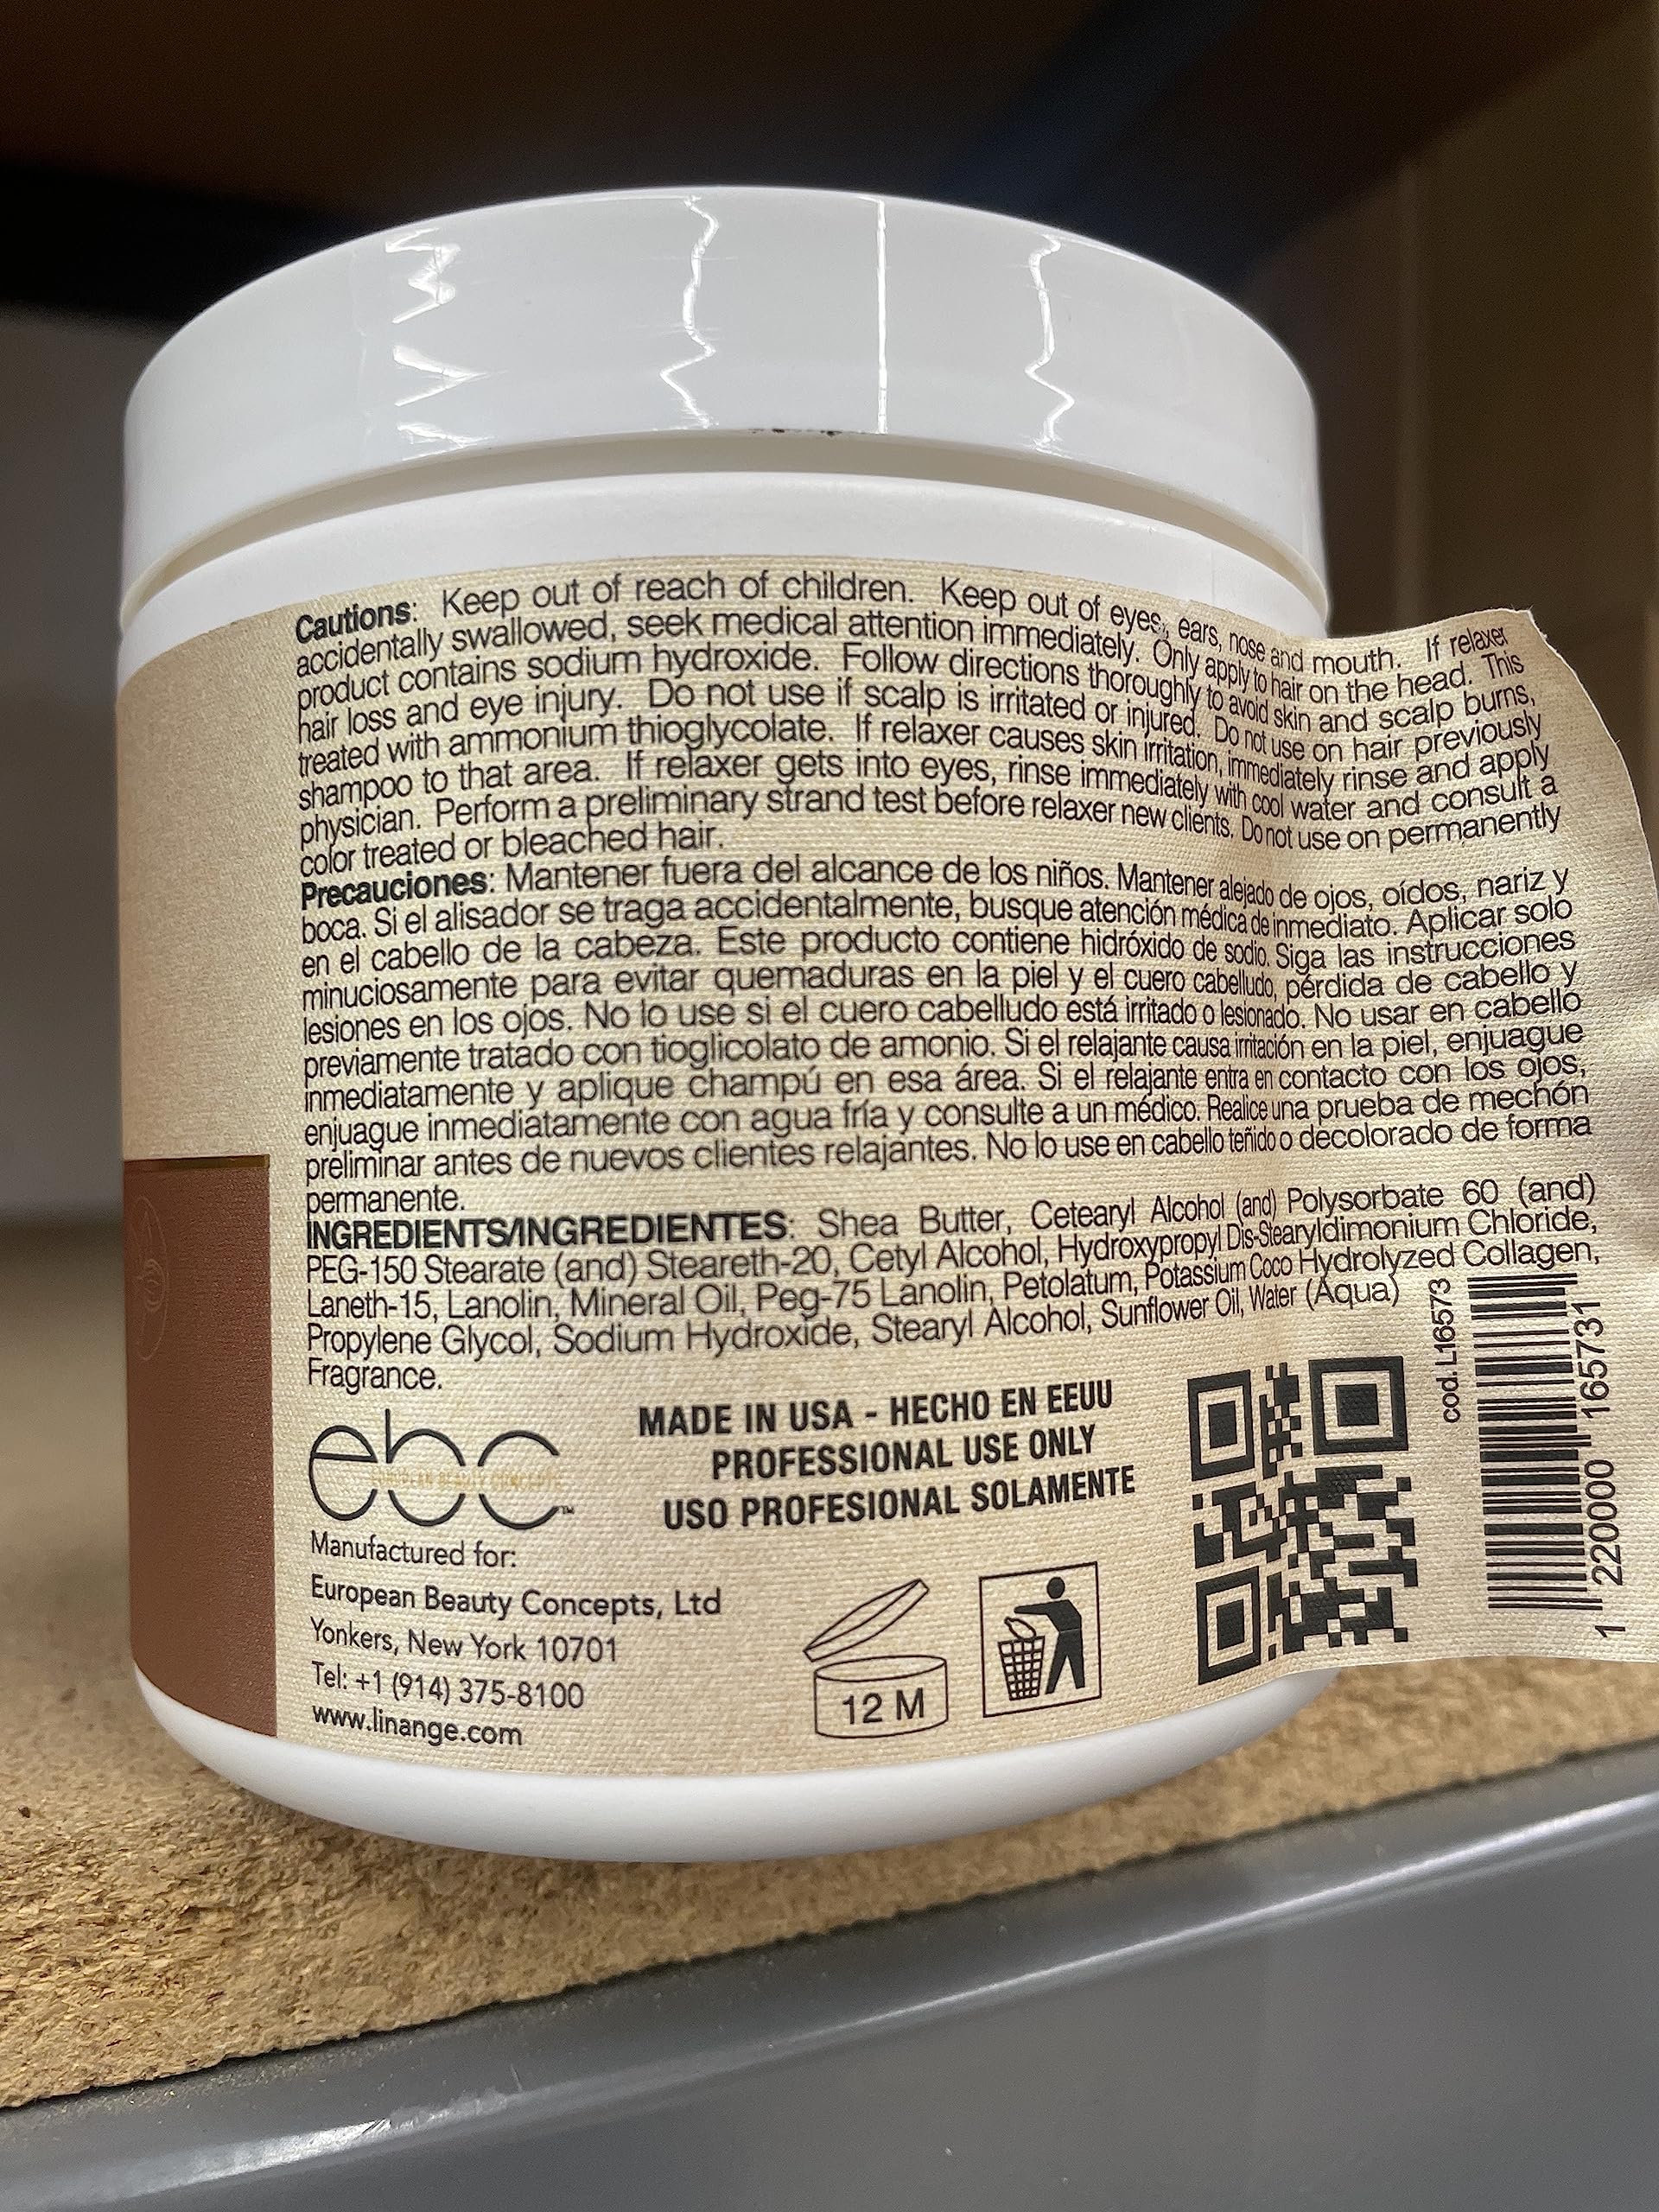 Cautions: Keep out of reach of children. Keep out of eyes, ears, nose and mouth. If relaxer
accidentally swallowed, seek medical attention immediately. Only apply to hair on the head. This
product contains sodium hydroxide. Follow directions thoroughly to avoid skin and scalp burns,
hair loss and eye injury. Do not use if scalp is irritated or injured. Do not use on hair previously
treated with ammonium thioglycolate. If relaxer causes skin irritation, immediately rinse and apply
shampoo to that area. If relaxer gets into eyes, rinse immediately with cool water and consult a
physician. Perform a preliminary strand test before relaxer new clients. Do not use on permanently
color treated or bleached hair.
Precauciones: Mantener fuera del alcance de los niños. Mantener alejado de ojos, oídos, nariz y
boca. Si el alisador se traga accidentalmente, busque atención médica de inmediato. Aplicar solo
en el cabello de la cabeza. Este producto contiene hidróxido de sodio. Siga las instrucciones
minuciosamente para evitar quemaduras en la piel y el cuero cabelludo, pérdida de cabello y
lesiones en los ojos. No lo use si el cuero cabelludo está irritado o lesionado. No usar en cabello
previamente tratado con tioglicolato de amonio. Si el relajante causa irritación en la piel, enjuague
inmediatamente y aplique champú en esa área. Si el relajante entra en contacto con los ojos,
enjuague inmediatamente con agua fría y consulte a un médico. Realice una prueba de mechón
preliminar antes de nuevos clientes relajantes. No lo use en cabello teñido o decolorado de forma
permanente.
INGREDIENTS/INGREDIENTES: Shea Butter, Cetearyl Alcohol (and) Polysorbate 60 (and)
PEG-150 Stearate (and) Steareth-20, Cetyl Alcohol, Hydroxypropyl Dis-Stearyldimonium Chloride,
Laneth-15, Lanolin, Mineral Oil, Peg-75 Lanolin, Petolatum, Potassium Coco Hydrolyzed Collagen,
Propylene Glycol, Sodium Hydroxide, Stearyl Alcohol, Sunflower Oil, Water (Aqua)
Fragrance.
ebc
EUROPEAN BEAUTY CONCEPTS
TM
MADE IN USA - HECHO EN EEUU
PROFESSIONAL USE ONLY
USO PROFESIONAL SOLAMENTE
Manufactured for:
European Beauty Concepts, Ltd
Yonkers, New York 10701
Tel: +1 (914) 375-8100
www.linange.com
12 M
cod. L16573
1 220000 165731